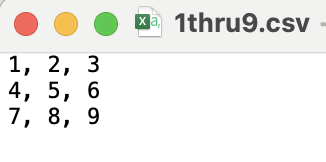 1thru9.csv
1, 2, 3
4, 5, 6
7, 8, 9